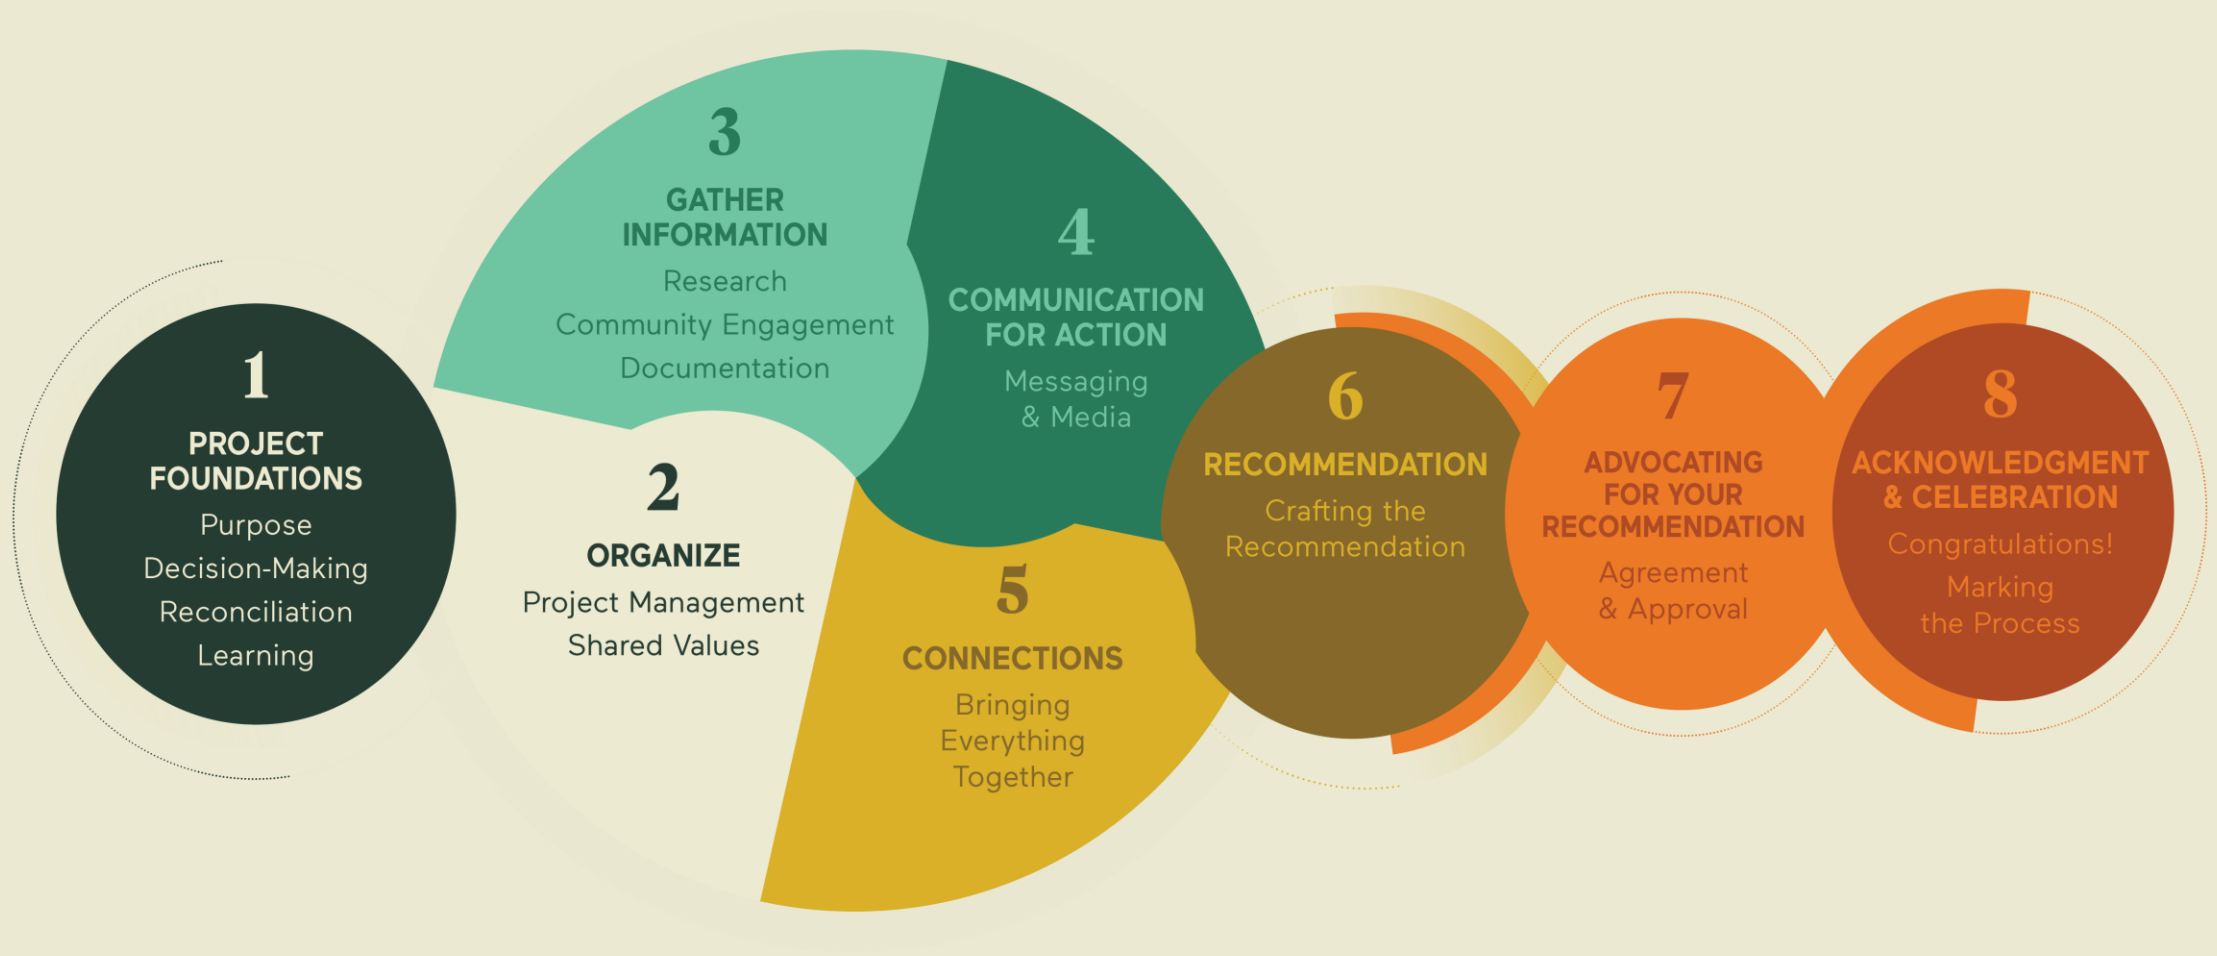 1
PROJECT
FOUNDATIONS
Purpose
Decision-Making
Reconciliation
Learning
2
ORGANIZE
Project Management
Shared Values
3
GATHER
INFORMATION
Research
Community Engagement
Documentation
4
COMMUNICATION
FOR ACTION
Messaging
& Media
5
CONNECTIONS
Bringing
Everything
Together
6
RECOMMENDATION
Crafting the
Recommendation
7
ADVOCATING
FOR YOUR
RECOMMENDATION
Agreement
& Approval
8
ACKNOWLEDGMENT
& CELEBRATION
Congratulations!
Marking
the Process